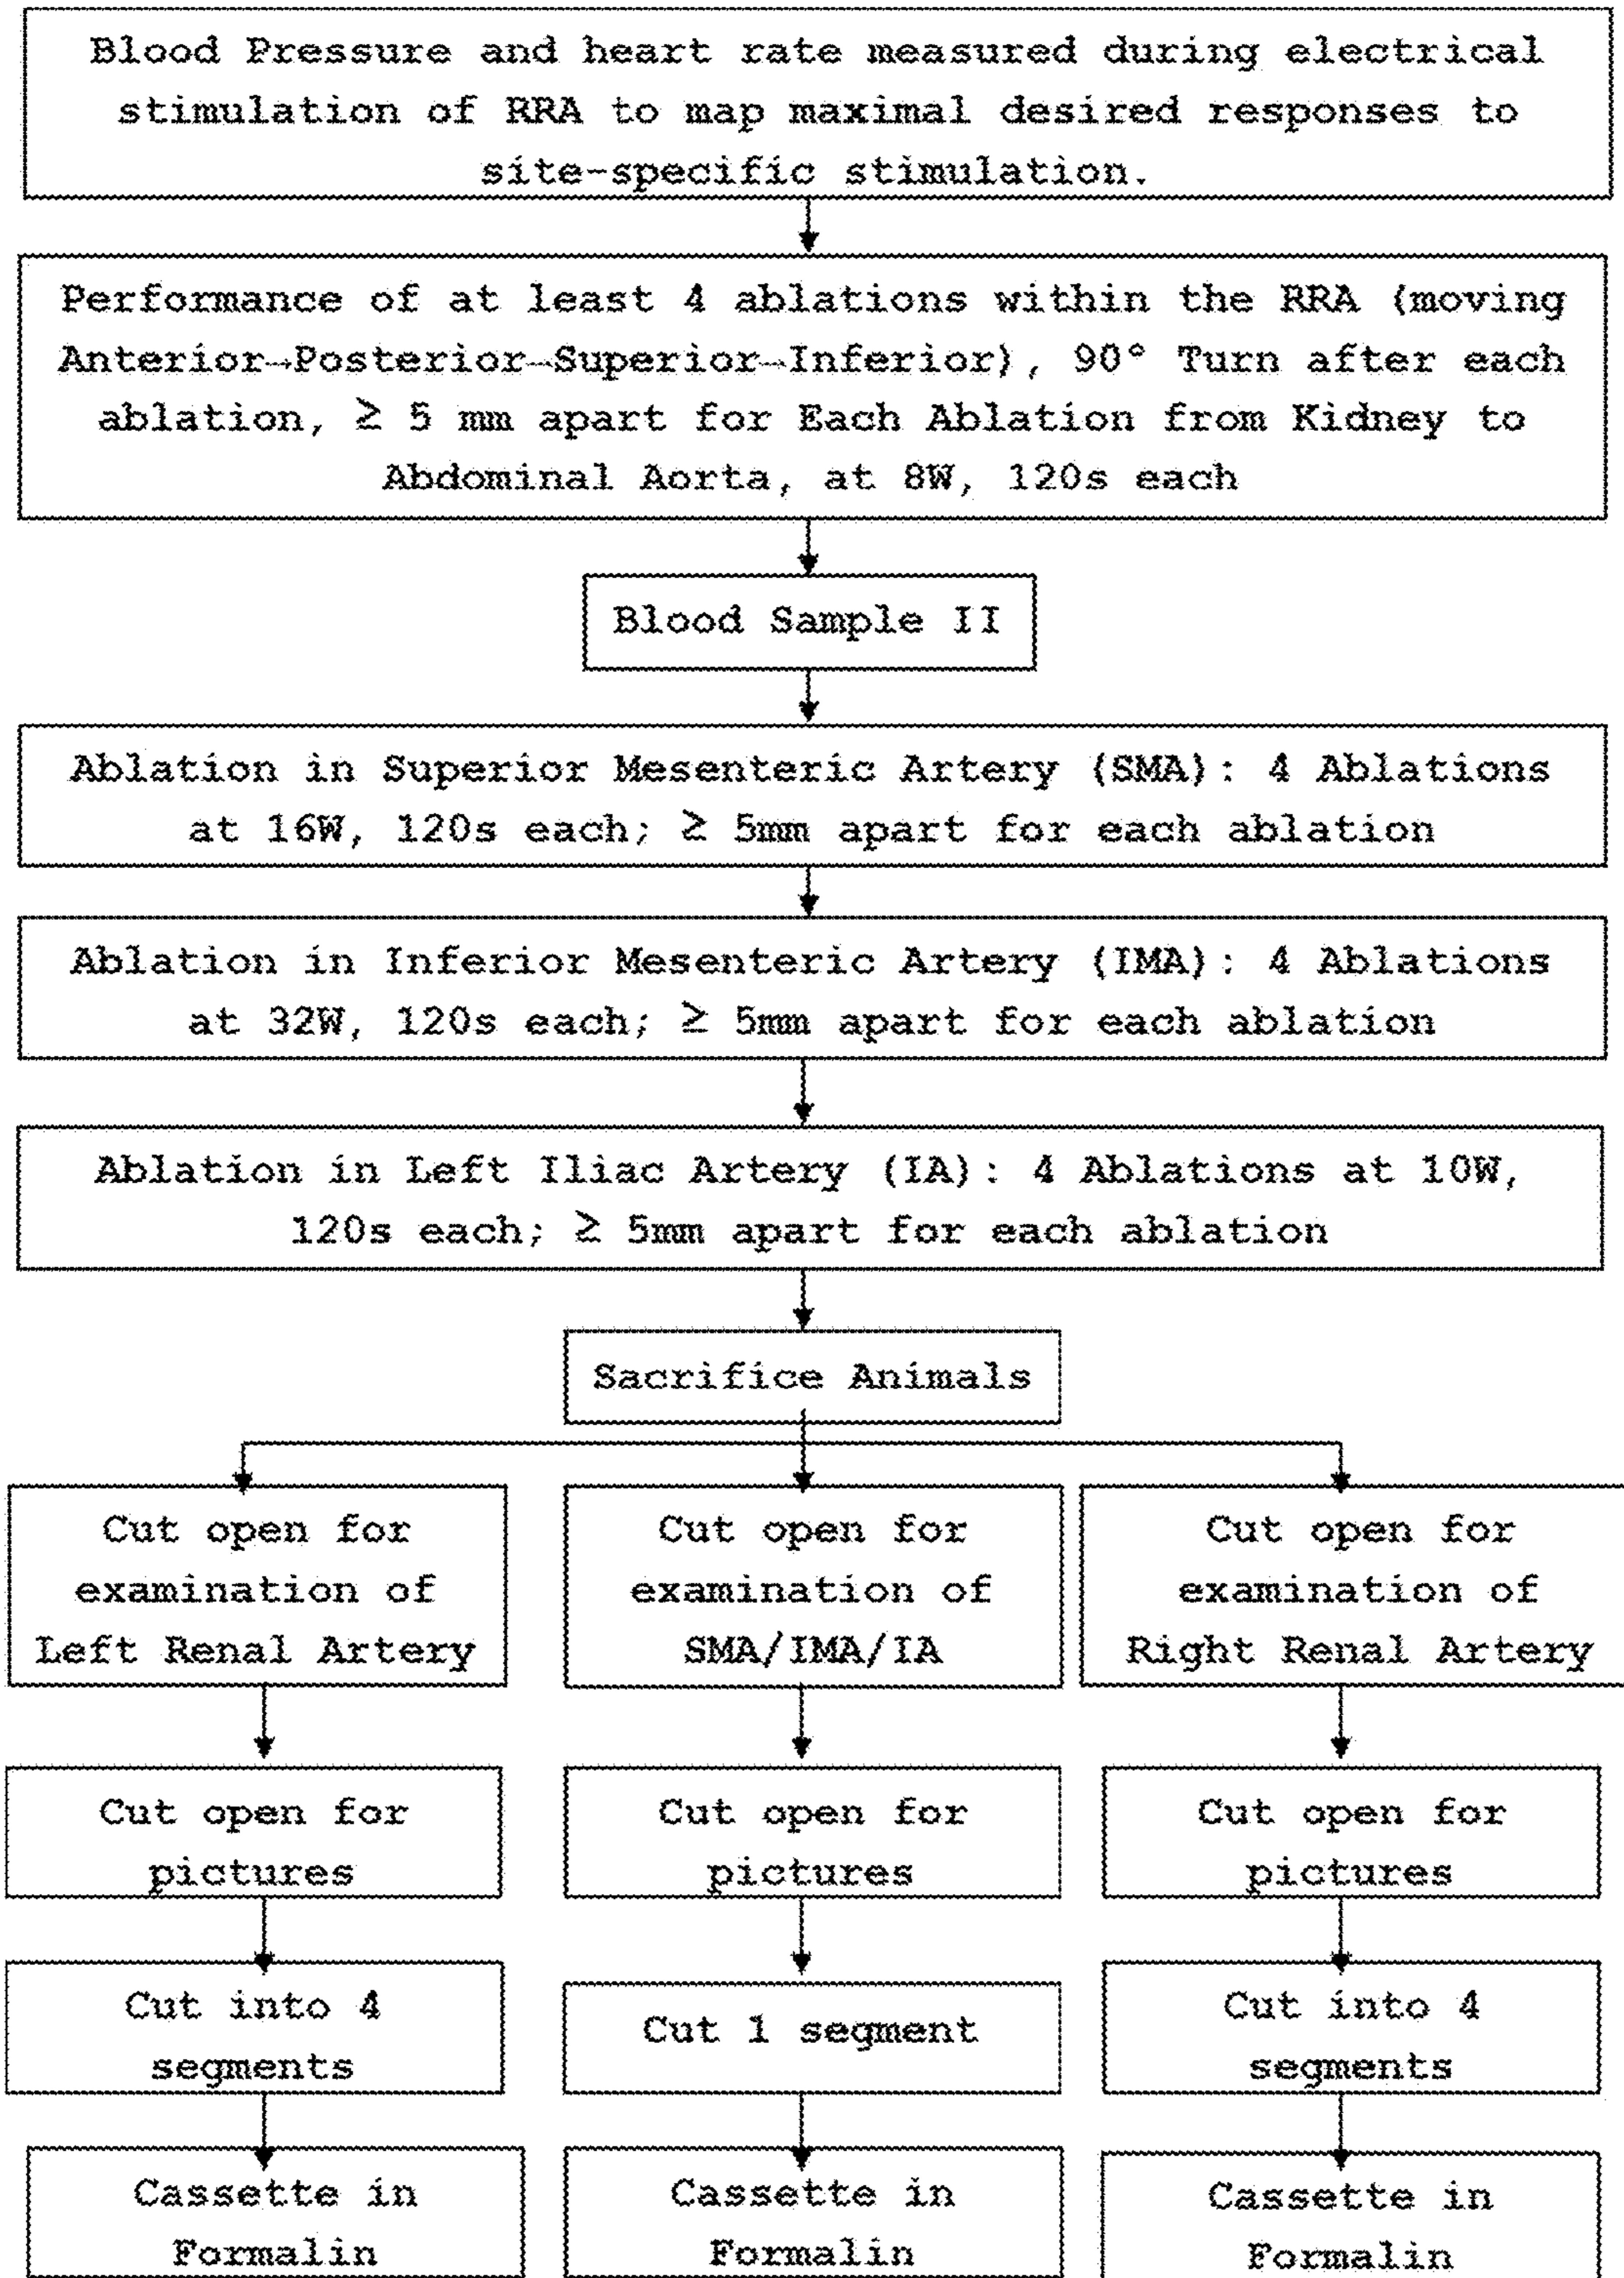 Blood Pressure and heart rate measured during electrical
stimulation of RRA to map maximal desired responses to
site-specific stimulation.
Performance of at least 4 ablations within the RRA (moving
Anterior→Posterior→Superior→Inferior), 90° Turn after each
ablation, ≥ 5 mm apart for Each Ablation from Kidney to
Abdominal Aorta, at 8W, 120s each
Blood Sample II
Ablation in Superior Mesenteric Artery (SMA): 4 Ablations
at 16W, 120s each; ≥ 5mm apart for each ablation
Ablation in Inferior Mesenteric Artery (IMA): 4 Ablations
at 32W, 120s each; ≥ 5mm apart for each ablation
Ablation in Left Iliac Artery (IA): 4 Ablations at 10W,
120s each; ≥ 5mm apart for each ablation
Sacrifice Animals
Cut open for
examination of
Left Renal Artery
Cut open for
examination of
SMA/IMA/IA
Cut open for
examination of
Right Renal Artery
Cut open for
pictures
Cut open for
pictures
Cut open for
pictures
Cut into 4
segments
Cut 1 segment
Cut into 4
segments
Cassette in
Formalin
Cassette in
Formalin
Cassette in
Formalin